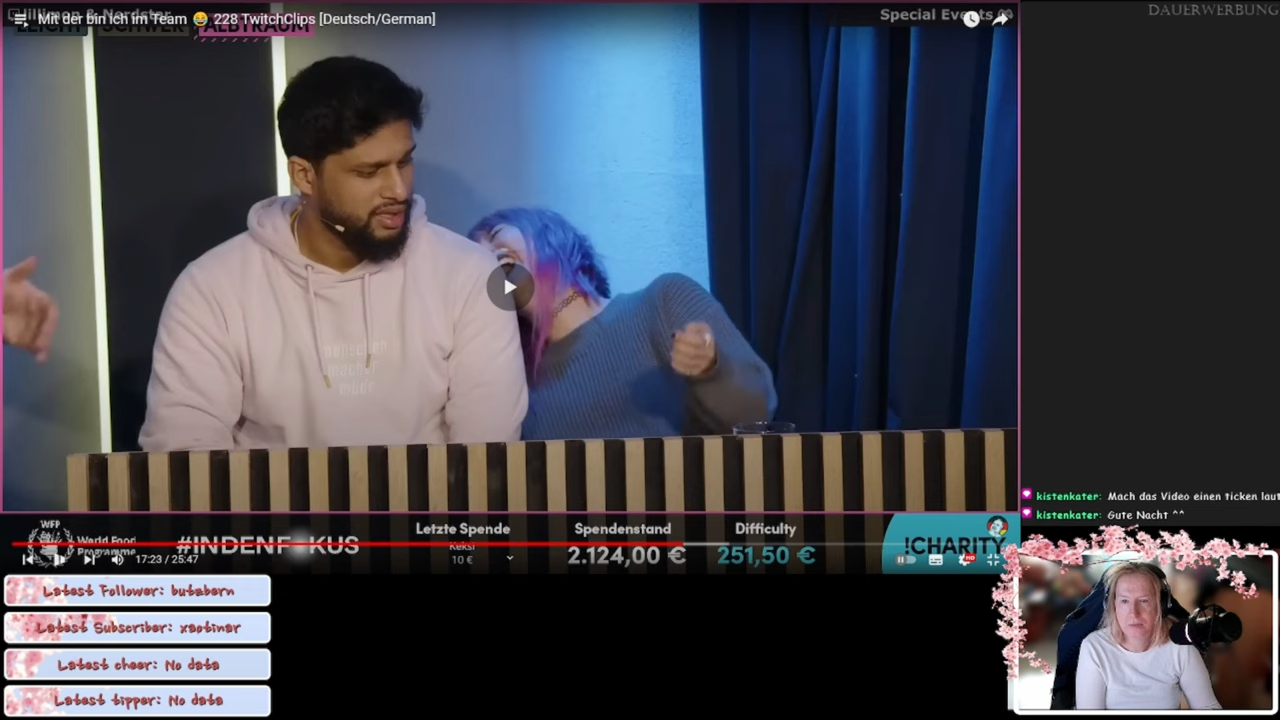 Mit der bin Ich im Team 😂 228 TwitchClips [Deutsch/German]
Special Events
DAUERWERBUNG
LEICHT SCHWER ALBTRAUM
WFP
World Food
Programme
#INDENF KUS
Letzte Spende
Keksi
10 €
Spendenstand
2.124,00 €
Difficulty
251,50 €
!CHARITY
17:23 / 25:47
HD
kistenkater: Mach das Video einen ticken laut
kistenkater: Gute Nacht ^^
Latest Follower: butzbern
Latest Subscriber: xaotinar
Latest cheer: No data
Latest tipper: No data